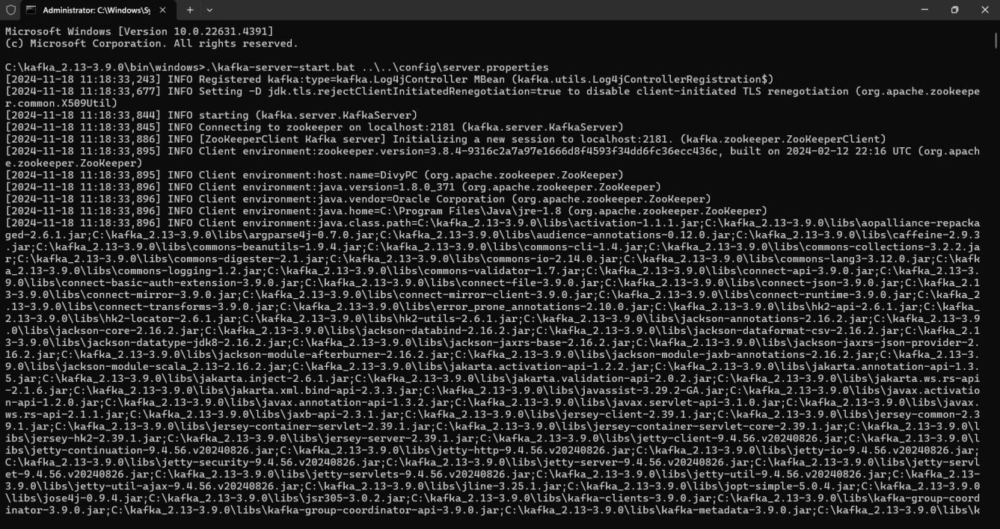 Administrator: C:\Windows\Sy
Microsoft Windows [Version 10.0.22631.4391]
(c) Microsoft Corporation. All rights reserved.
C:\kafka_2.13-3.9.0\bin\windows>.\kafka-server-start.bat ..\..\config\server.properties
[2024-11-18 11:18:33,243] INFO Registered kafka:type=kafka.Log4jController MBean (kafka.utils.Log4jControllerRegistration$)
[2024-11-18 11:18:33,677] INFO Setting -D jdk.tls.rejectClientInitiatedRenegotiation=true to disable client-initiated TLS renegotiation (org.apache.zookeepe
r.common.X509Util)
[2024-11-18 11:18:33,844] INFO starting (kafka.server.KafkaServer)
[2024-11-18 11:18:33,845] INFO Connecting to zookeeper on localhost:2181 (kafka.server.KafkaServer)
[2024-11-18 11:18:33,886] INFO [ZooKeeperClient Kafka server] Initializing a new session to localhost:2181. (kafka.zookeeper.ZooKeeperClient)
[2024-11-18 11:18:33,895] INFO Client environment:zookeeper.version=3.8.4-9316c2a7a97e1666d8f4593f34dd6fc36ecc436c, built on 2024-02-12 22:16 UTC (org.apach
e.zookeeper.ZooKeeper)
[2024-11-18 11:18:33,895] INFO Client environment:host.name=DivyPC (org.apache.zookeeper.ZooKeeper)
[2024-11-18 11:18:33,896] INFO Client environment:java.version=1.8.0_371 (org.apache.zookeeper.ZooKeeper)
[2024-11-18 11:18:33,896] INFO Client environment:java.vendor=Oracle Corporation (org.apache.zookeeper.ZooKeeper)
[2024-11-18 11:18:33,896] INFO Client environment:java.home=C:\Program Files\Java\jre-1.8 (org.apache.zookeeper.ZooKeeper)
[2024-11-18 11:18:33,896] INFO Client environment:java.class.path=C:\kafka_2.13-3.9.0\libs\activation-1.1.1.jar;C:\kafka_2.13-3.9.0\libs\aopalliance-repacka
ged-2.6.1.jar;C:\kafka_2.13-3.9.0\libs\argparse4j-0.7.0.jar;C:\kafka_2.13-3.9.0\libs\audience-annotations-0.12.0.jar;C:\kafka_2.13-3.9.0\libs\caffeine-2.9.3
.jar;C:\kafka_2.13-3.9.0\libs\commons-beanutils-1.9.4.jar;C:\kafka_2.13-3.9.0\libs\commons-cli-1.4.jar;C:\kafka_2.13-3.9.0\libs\commons-collections-3.2.2.ja
r;C:\kafka_2.13-3.9.0\libs\commons-digester-2.1.jar;C:\kafka_2.13-3.9.0\libs\commons-io-2.14.0.jar;C:\kafka_2.13-3.9.0\libs\commons-lang3-3.12.0.jar;C:\kafk
a_2.13-3.9.0\libs\commons-logging-1.2.jar;C:\kafka_2.13-3.9.0\libs\commons-validator-1.7.jar;C:\kafka_2.13-3.9.0\libs\connect-api-3.9.0.jar;C:\kafka_2.13-3.
9.0\libs\connect-basic-auth-extension-3.9.0.jar;C:\kafka_2.13-3.9.0\libs\connect-file-3.9.0.jar;C:\kafka_2.13-3.9.0\libs\connect-json-3.9.0.jar;C:\kafka_2.1
3-3.9.0\libs\connect-mirror-3.9.0.jar;C:\kafka_2.13-3.9.0\libs\connect-mirror-client-3.9.0.jar;C:\kafka_2.13-3.9.0\libs\connect-runtime-3.9.0.jar;C:\kafka_2
.13-3.9.0\libs\connect-transforms-3.9.0.jar;C:\kafka_2.13-3.9.0\libs\error_prone_annotations-2.10.0.jar;C:\kafka_2.13-3.9.0\libs\hk2-api-2.6.1.jar;C:\kafka_
2.13-3.9.0\libs\hk2-locator-2.6.1.jar;C:\kafka_2.13-3.9.0\libs\hk2-utils-2.6.1.jar;C:\kafka_2.13-3.9.0\libs\jackson-annotations-2.16.2.jar;C:\kafka_2.13-3.9
.0\libs\jackson-core-2.16.2.jar;C:\kafka_2.13-3.9.0\libs\jackson-databind-2.16.2.jar;C:\kafka_2.13-3.9.0\libs\jackson-dataformat-csv-2.16.2.jar;C:\kafka_2.1
3-3.9.0\libs\jackson-datatype-jdk8-2.16.2.jar;C:\kafka_2.13-3.9.0\libs\jackson-jaxrs-base-2.16.2.jar;C:\kafka_2.13-3.9.0\libs\jackson-jaxrs-json-provider-2.
16.2.jar;C:\kafka_2.13-3.9.0\libs\jackson-module-afterburner-2.16.2.jar;C:\kafka_2.13-3.9.0\libs\jackson-module-jaxb-annotations-2.16.2.jar;C:\kafka_2.13-3.
9.0\libs\jackson-module-scala_2.13-2.16.2.jar;C:\kafka_2.13-3.9.0\libs\jakarta.activation-api-1.2.2.jar;C:\kafka_2.13-3.9.0\libs\jakarta.annotation-api-1.3.
5.jar;C:\kafka_2.13-3.9.0\libs\jakarta.inject-2.6.1.jar;C:\kafka_2.13-3.9.0\libs\jakarta.validation-api-2.0.2.jar;C:\kafka_2.13-3.9.0\libs\jakarta.ws.rs-api
-2.1.6.jar;C:\kafka_2.13-3.9.0\libs\jakarta.xml.bind-api-2.3.3.jar;C:\kafka_2.13-3.9.0\libs\javassist-3.29.2-GA.jar;C:\kafka_2.13-3.9.0\libs\javax.activatio
n-api-1.2.0.jar;C:\kafka_2.13-3.9.0\libs\javax.annotation-api-1.3.2.jar;C:\kafka_2.13-3.9.0\libs\javax.servlet-api-3.1.0.jar;C:\kafka_2.13-3.9.0\libs\javax.
ws.rs-api-2.1.1.jar;C:\kafka_2.13-3.9.0\libs\jaxb-api-2.3.1.jar;C:\kafka_2.13-3.9.0\libs\jersey-client-2.39.1.jar;C:\kafka_2.13-3.9.0\libs\jersey-common-2.3
9.1.jar;C:\kafka_2.13-3.9.0\libs\jersey-container-servlet-2.39.1.jar;C:\kafka_2.13-3.9.0\libs\jersey-container-servlet-core-2.39.1.jar;C:\kafka_2.13-3.9.0\l
ibs\jersey-hk2-2.39.1.jar;C:\kafka_2.13-3.9.0\libs\jersey-server-2.39.1.jar;C:\kafka_2.13-3.9.0\libs\jetty-client-9.4.56.v20240826.jar;C:\kafka_2.13-3.9.0\l
ibs\jetty-continuation-9.4.56.v20240826.jar;C:\kafka_2.13-3.9.0\libs\jetty-http-9.4.56.v20240826.jar;C:\kafka_2.13-3.9.0\libs\jetty-io-9.4.56.v20240826.jar;
C:\kafka_2.13-3.9.0\libs\jetty-security-9.4.56.v20240826.jar;C:\kafka_2.13-3.9.0\libs\jetty-server-9.4.56.v20240826.jar;C:\kafka_2.13-3.9.0\libs\jetty-servl
et-9.4.56.v20240826.jar;C:\kafka_2.13-3.9.0\libs\jetty-servlets-9.4.56.v20240826.jar;C:\kafka_2.13-3.9.0\libs\jetty-util-9.4.56.v20240826.jar;C:\kafka_2.13-
3.9.0\libs\jetty-util-ajax-9.4.56.v20240826.jar;C:\kafka_2.13-3.9.0\libs\jline-3.25.1.jar;C:\kafka_2.13-3.9.0\libs\jopt-simple-5.0.4.jar;C:\kafka_2.13-3.9.0
\libs\jose4j-0.9.4.jar;C:\kafka_2.13-3.9.0\libs\jsr305-3.0.2.jar;C:\kafka_2.13-3.9.0\libs\kafka-clients-3.9.0.jar;C:\kafka_2.13-3.9.0\libs\kafka-group-coord
inator-3.9.0.jar;C:\kafka_2.13-3.9.0\libs\kafka-group-coordinator-api-3.9.0.jar;C:\kafka_2.13-3.9.0\libs\kafka-metadata-3.9.0.jar;C:\kafka_2.13-3.9.0\libs\k